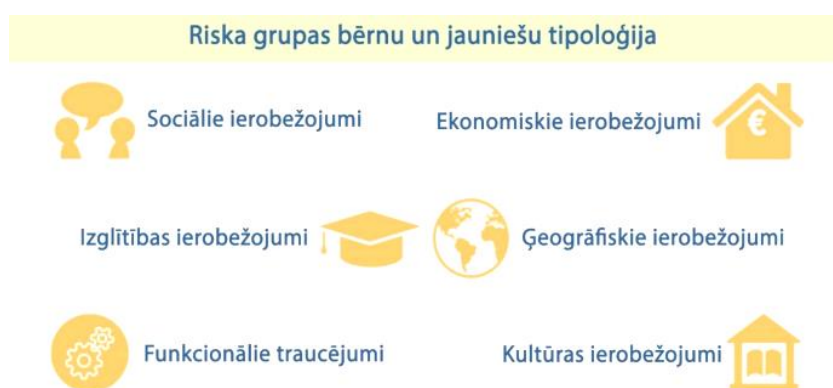 Riska grupas bērnu un jauniešu tipoloģija
Sociālie ierobežojumi
Ekonomiskie ierobežojumi
€
Izglītības ierobežojumi
Ģeogrāfiskie ierobežojumi
Funkcionālie traucējumi
Kultūras ierobežojumi